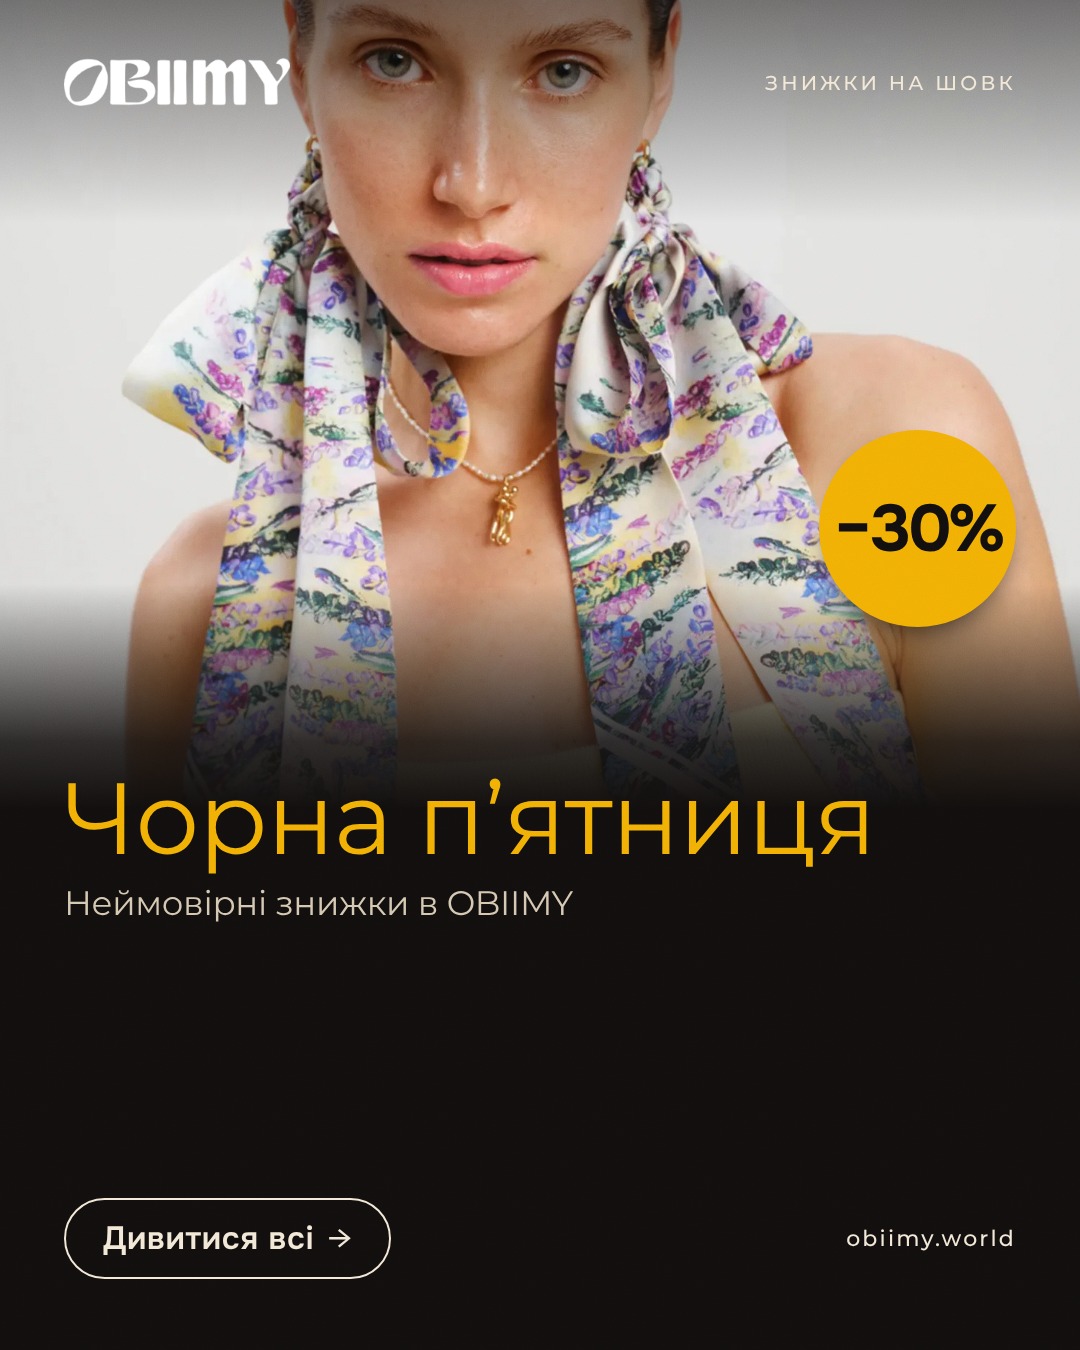 OBIIMY
ЗНИЖКИ НА ШОВК
−30%
Чорна п’ятниця
Неймовірні знижки в OBIIMY
Дивитися всі →
obiimy.world